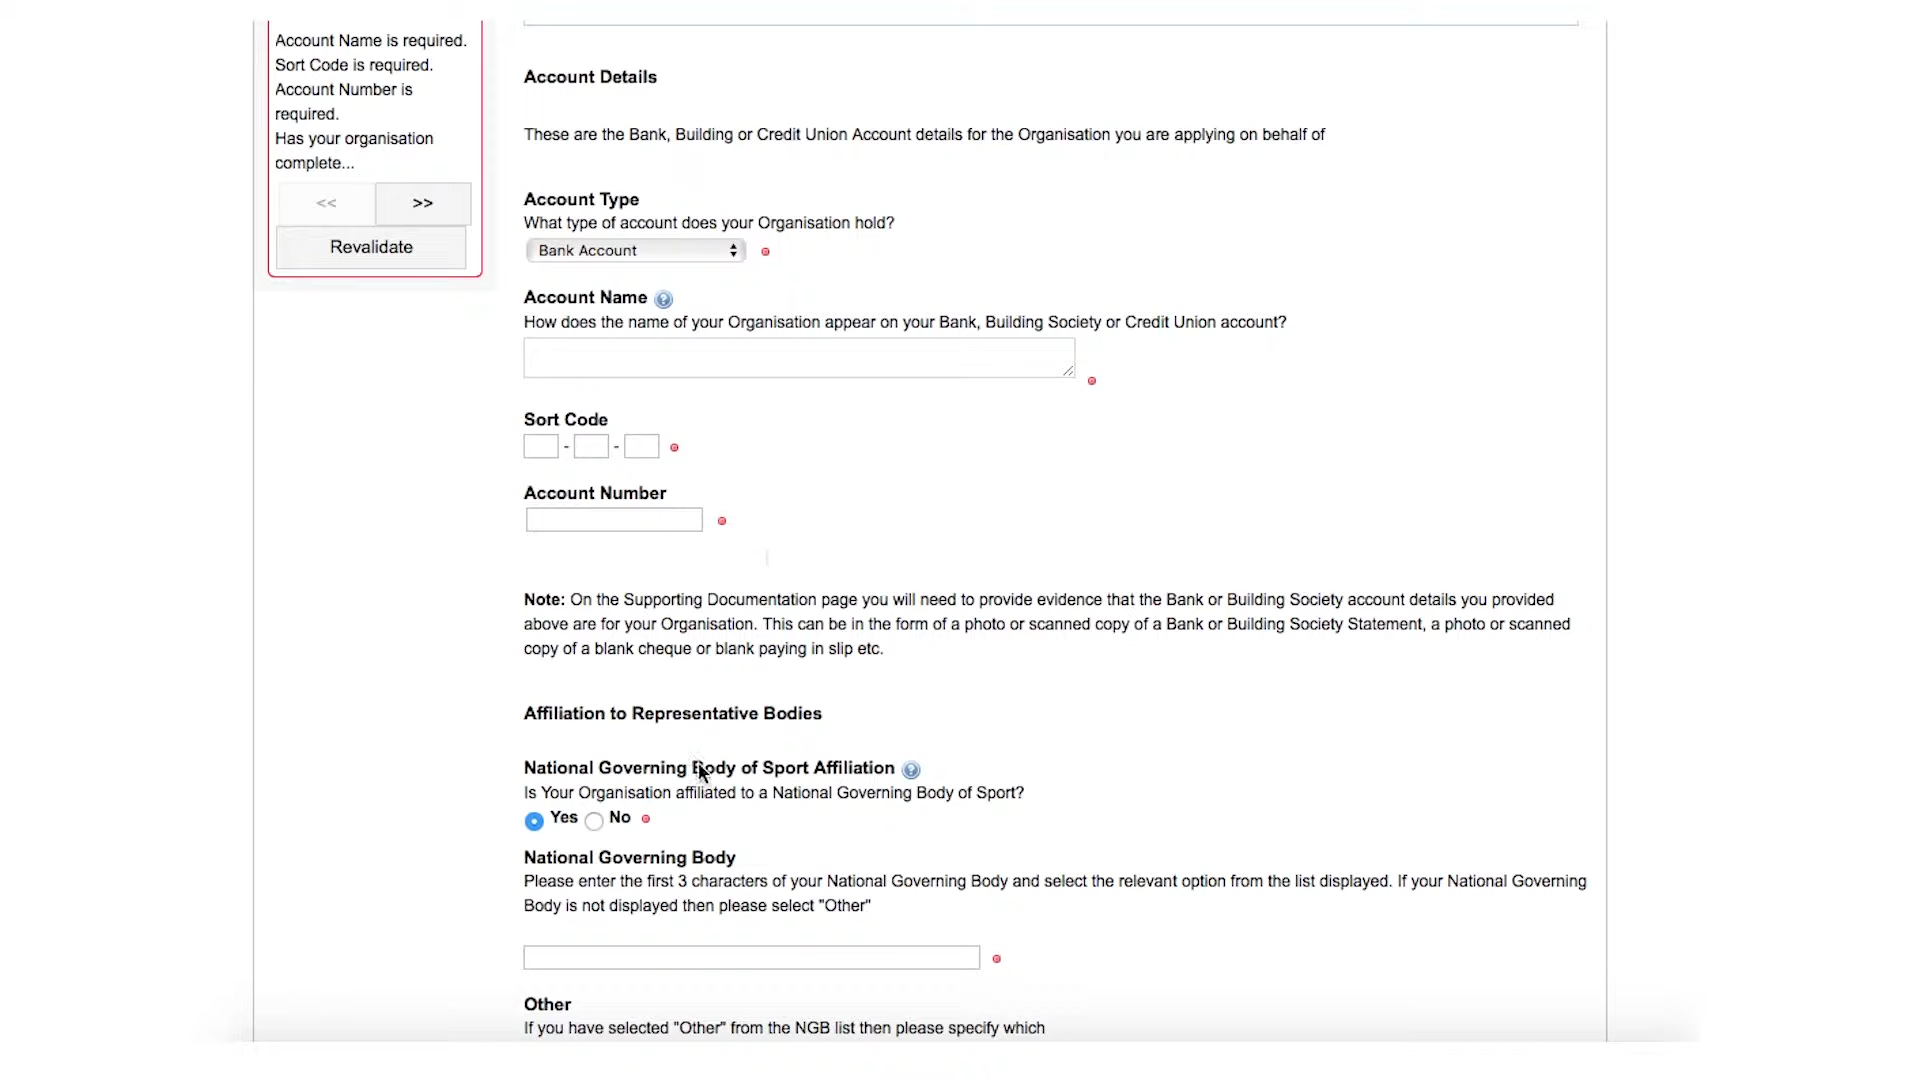 Account Name is required.
Sort Code is required.
Account Number is
required.
Has your organisation
complete...
<< >>
Revalidate
Account Details
These are the Bank, Building or Credit Union Account details for the Organisation you are applying on behalf of
Account Type
What type of account does your Organisation hold?
Bank Account
Account Name ?
How does the name of your Organisation appear on your Bank, Building Society or Credit Union account?
Sort Code
- -
Account Number
Note: On the Supporting Documentation page you will need to provide evidence that the Bank or Building Society account details you provided
above are for your Organisation. This can be in the form of a photo or scanned copy of a Bank or Building Society Statement, a photo or scanned
copy of a blank cheque or blank paying in slip etc.
Affiliation to Representative Bodies
National Governing Body of Sport Affiliation ?
Is Your Organisation affiliated to a National Governing Body of Sport?
Yes No
National Governing Body
Please enter the first 3 characters of your National Governing Body and select the relevant option from the list displayed. If your National Governing
Body is not displayed then please select "Other"
Other
If you have selected "Other" from the NGB list then please specify which